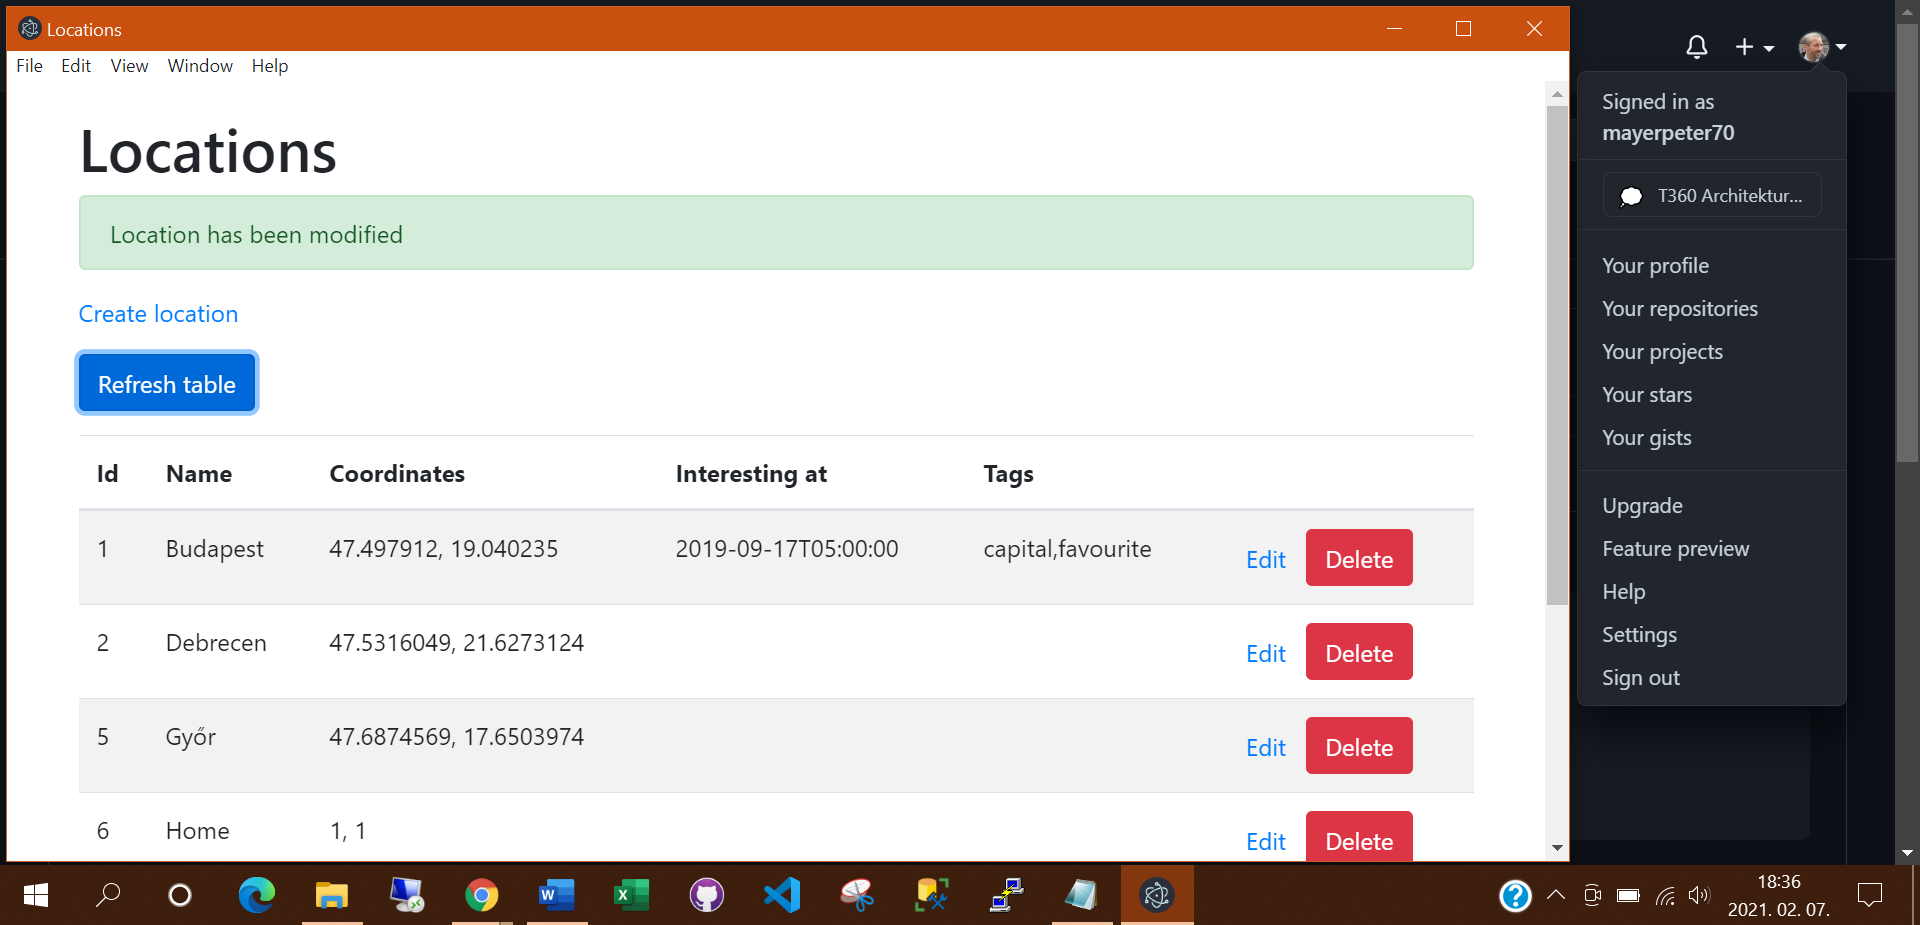 Locations
File Edit View Window Help
Locations
Location has been modified
Create location
Refresh table
Id Name Coordinates Interesting at Tags
1 Budapest 47.497912, 19.040235 2019-09-17T05:00:00 capital,favourite Edit Delete
2 Debrecen 47.5316049, 21.6273124 Edit Delete
5 Győr 47.6874569, 17.6503974 Edit Delete
6 Home 1, 1 Edit Delete
Signed in as
mayerpeter70
T360 Architektur...
Your profile
Your repositories
Your projects
Your stars
Your gists
Upgrade
Feature preview
Help
Settings
Sign out
18:36
2021. 02. 07.